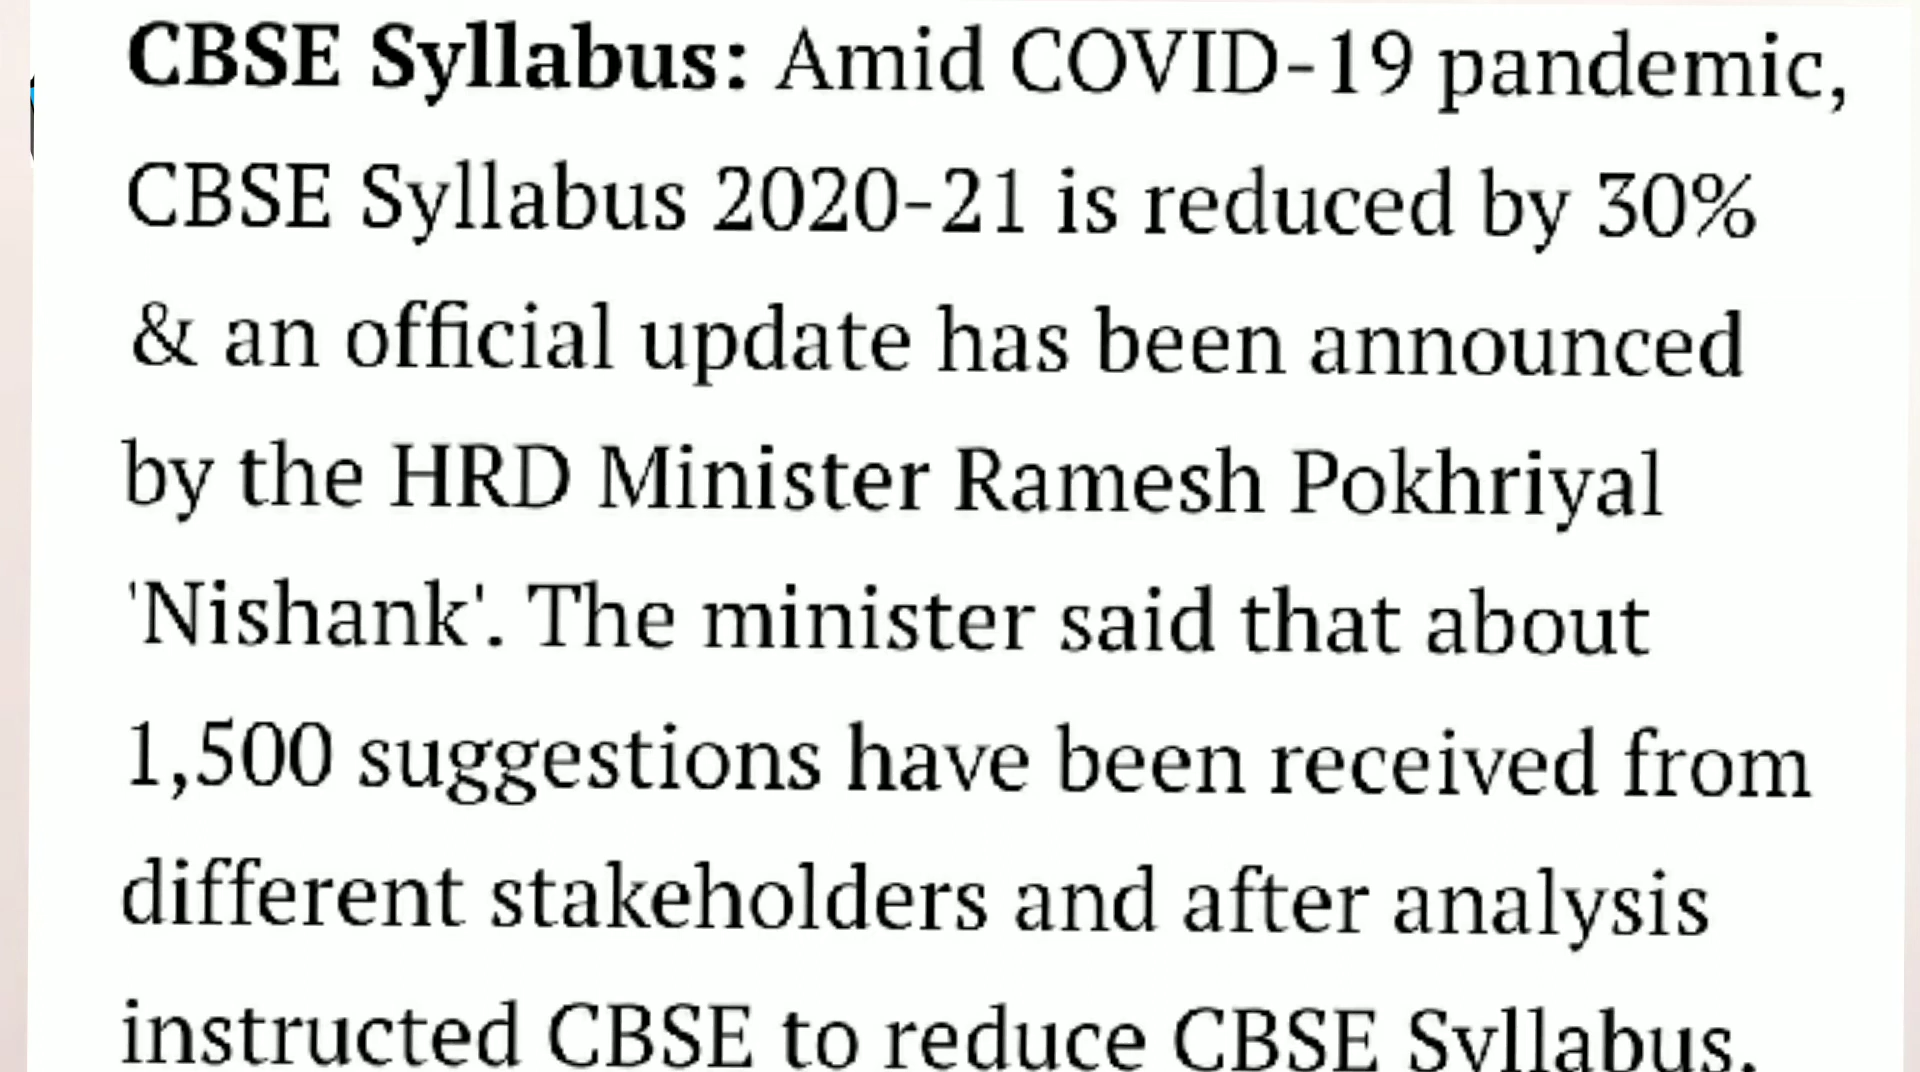 CBSE Syllabus: Amid COVID-19 pandemic,
CBSE Syllabus 2020-21 is reduced by 30%
& an official update has been announced
by the HRD Minister Ramesh Pokhriyal
'Nishank'. The minister said that about
1,500 suggestions have been received from
different stakeholders and after analysis
instructed CBSE to reduce CBSE Syllabus.